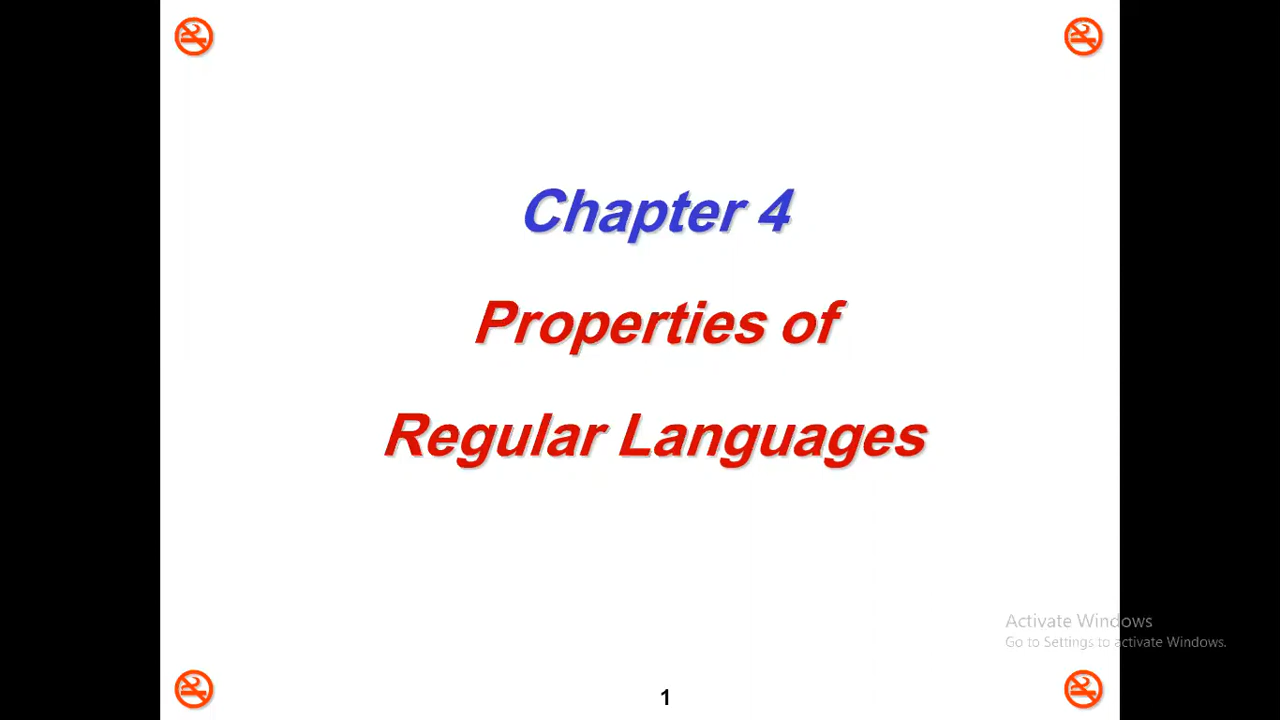 Chapter 4
Properties of
Regular Languages
Activate Windows
Go to Settings to activate Windows.
1